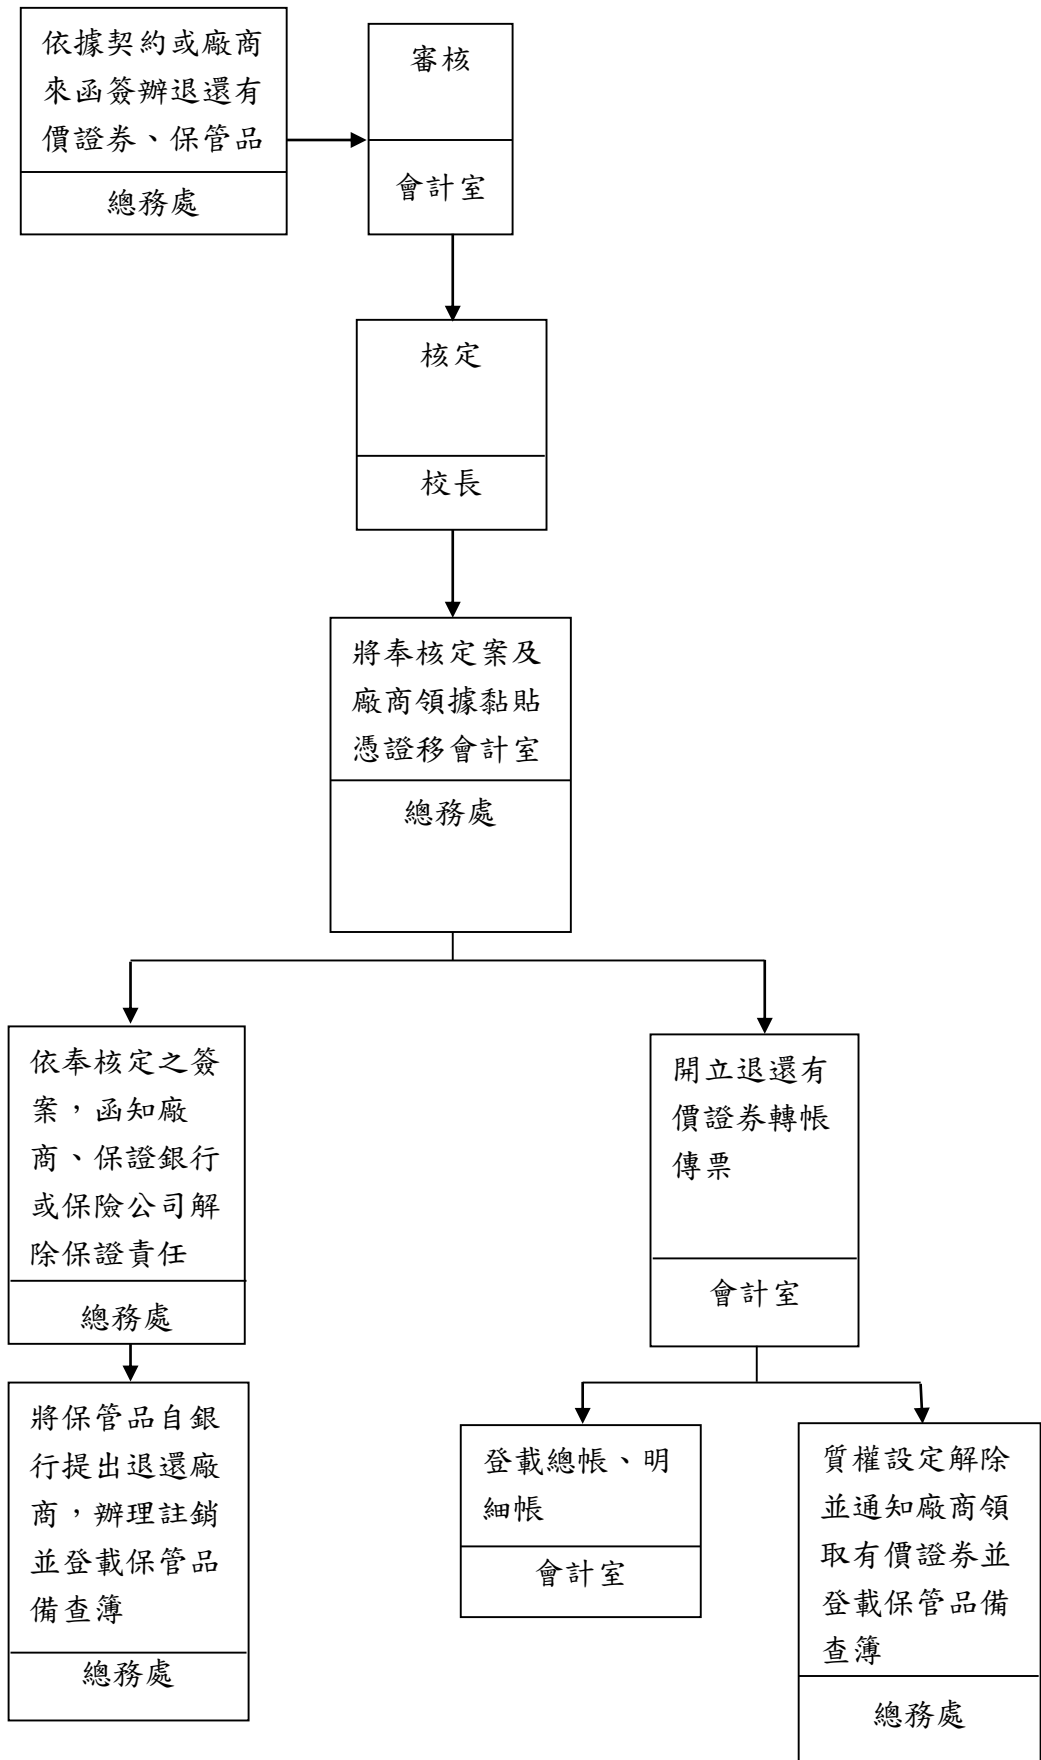 依據契約或廠商
來函簽辦退還有
價證券、保管品
總務處
審核
會計室
核定
校長
將奉核定案及
廠商領據黏貼
憑證移會計室
總務處
依奉核定之簽
案，函知廠
商、保證銀行
或保險公司解
除保證責任
總務處
將保管品自銀
行提出退還廠
商，辦理註銷
並登載保管品
備查簿
總務處
開立退還有
價證券轉帳
傳票
會計室
登載總帳、明
細帳
會計室
質權設定解除
並通知廠商領
取有價證券並
登載保管品備
查簿
總務處